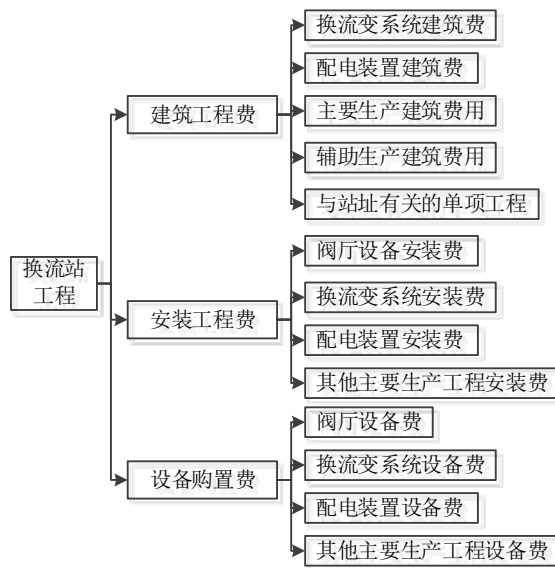 换流站
工程
建筑工程费
换流变系统建筑费
配电装置建筑费
主要生产建筑费用
辅助生产建筑费用
与站址有关的单项工程
安装工程费
阀厅设备安装费
换流变系统安装费
配电装置安装费
其他主要生产工程安装费
设备购置费
阀厅设备费
换流变系统设备费
配电装置设备费
其他主要生产工程设备费